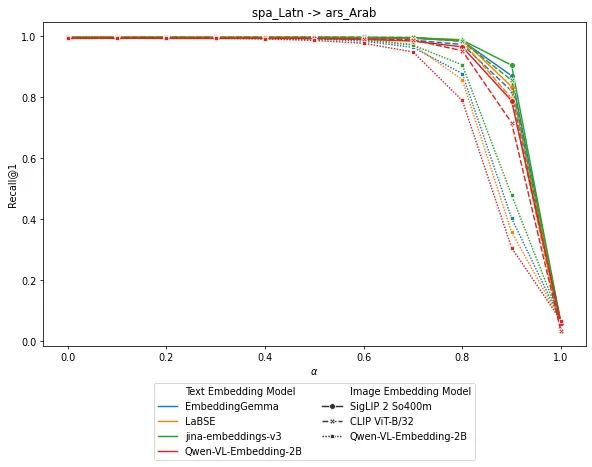 spa_Latn -> ars_Arab
Recall@1
1.0
0.8
0.6
0.4
0.2
0.0
0.0 0.2 0.4 0.6 0.8 1.0
α
Text Embedding Model Image Embedding Model
EmbeddingGemma SigLIP 2 So400m
LaBSE CLIP ViT-B/32
jina-embeddings-v3 Qwen-VL-Embedding-2B
Qwen-VL-Embedding-2B